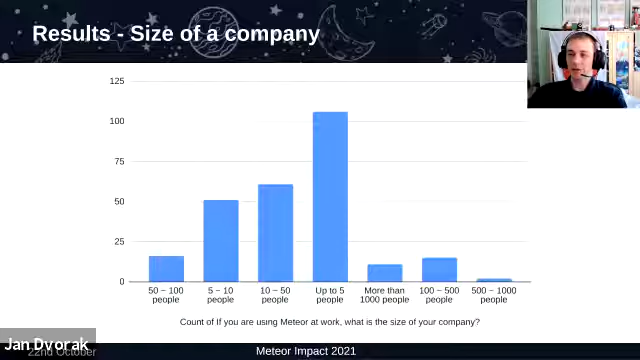 Results - Size of a company
125
100
75
50
25
0
50 ~ 100
people
5 ~ 10
people
10 ~ 50
people
Up to 5
people
More than
1000 people
100 ~ 500
people
500 ~ 1000
people
Count of If you are using Meteor at work, what is the size of your company?
Jan Dvorak
22nd October
Meteor Impact 2021